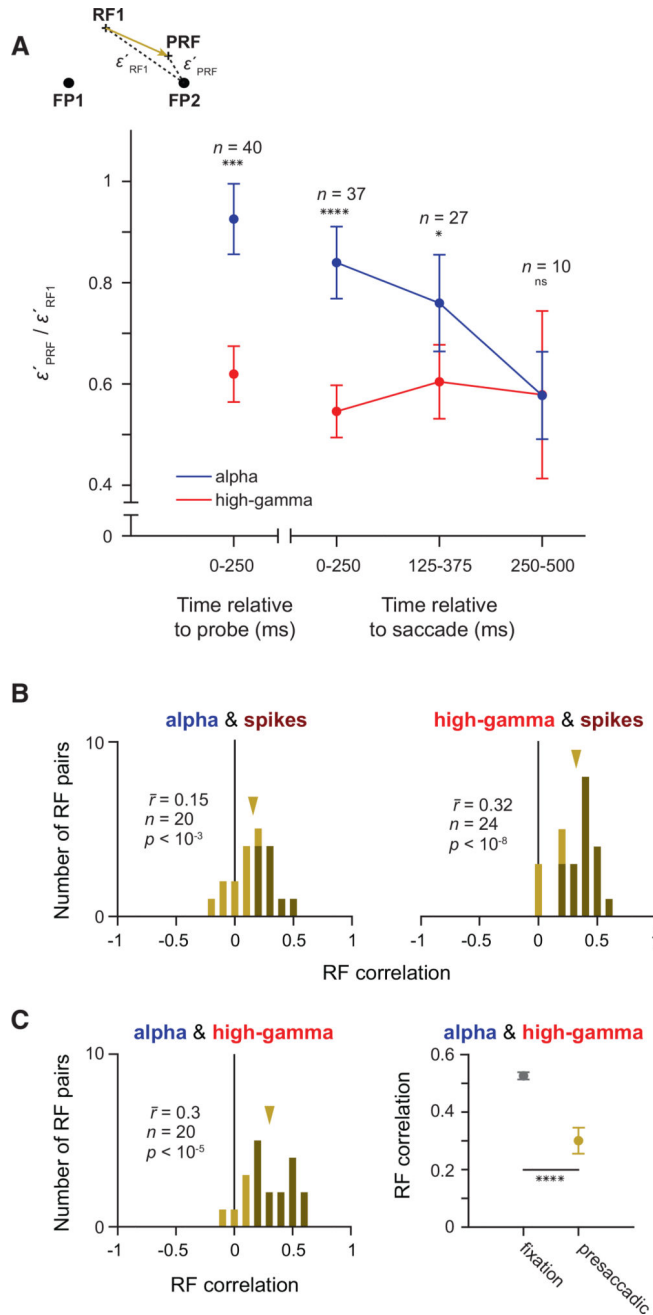 A
RF1
PRF
ε′RF1
ε′PRF
FP1
FP2
ε′PRF / ε′RF1
1
0.8
0.6
0.4
0
n = 40
***
n = 37
****
n = 27
*
n = 10
ns
alpha
high-gamma
0-250
0-250
125-375
250-500
Time relative
to probe (ms)
Time relative
to saccade (ms)
B
alpha & spikes
high-gamma & spikes
Number of RF pairs
10
0
r̄ = 0.15
n = 20
p < 10-3
r̄ = 0.32
n = 24
p < 10-8
-1
-0.5
0
0.5
1
-1
-0.5
0
0.5
1
RF correlation
C
alpha & high-gamma
Number of RF pairs
10
0
r̄ = 0.3
n = 20
p < 10-5
-1
-0.5
0
0.5
1
RF correlation
alpha & high-gamma
RF correlation
0.6
0.4
0.2
0
****
fixation
presaccadic